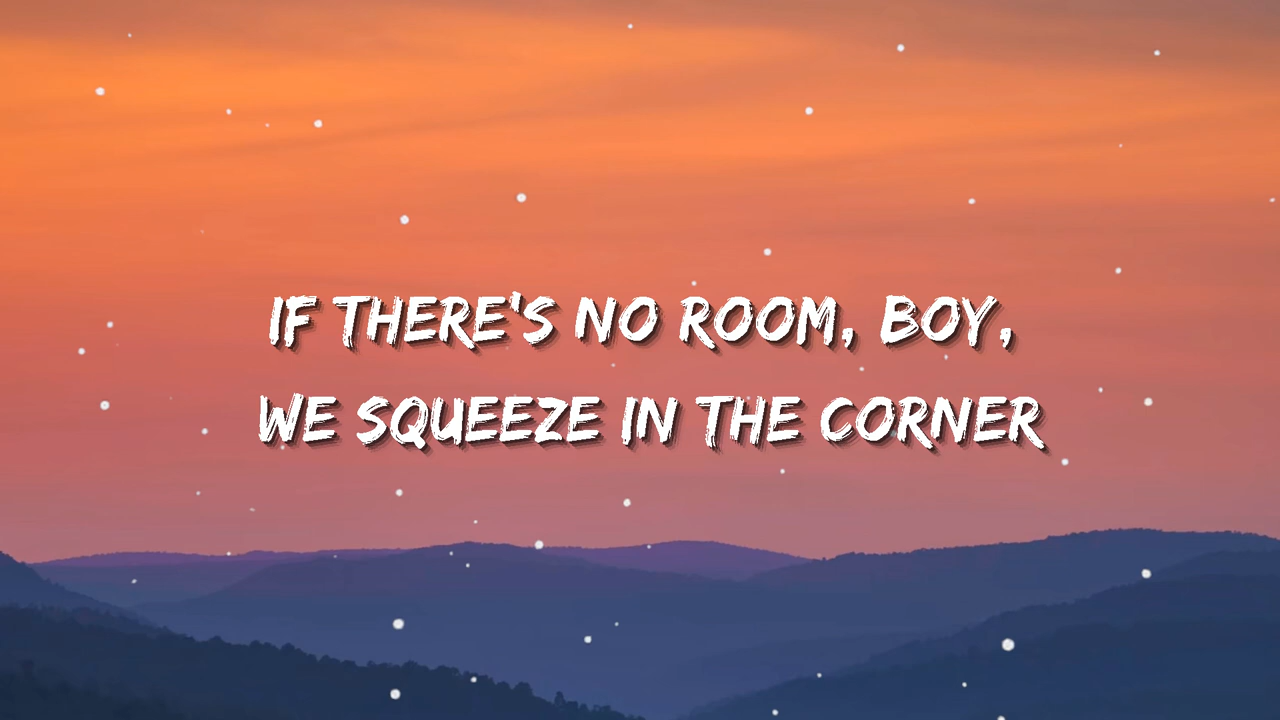 IF THERE'S NO ROOM, BOY,
WE SQUEEZE IN THE CORNER